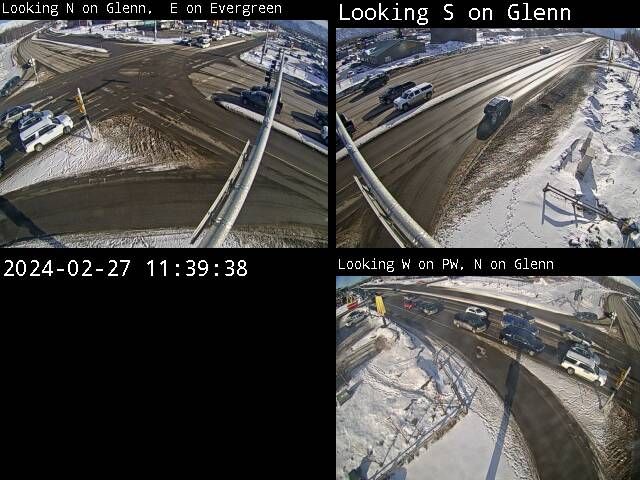 Looking N on Glenn,  E on Evergreen
Looking S on Glenn
2024-02-27 11:39:38
Looking W on PW, N on Glenn